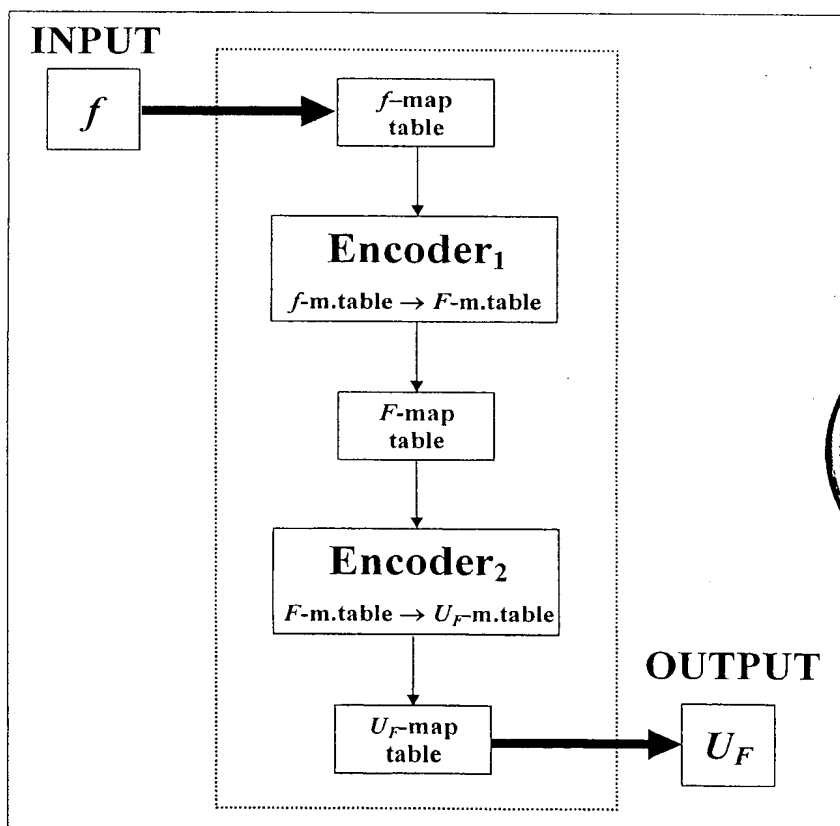 INPUT
f
f–map
table
Encoder₁
f-m.table → F-m.table
F-map
table
Encoder₂
F-m.table → U_F-m.table
OUTPUT
U_F-map
table
U_F